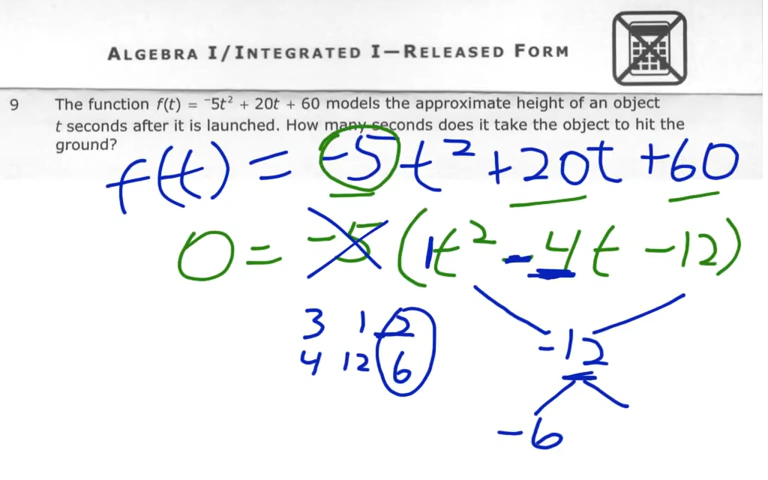 ALGEBRA I/INTEGRATED I—RELEASED FORM
9 The function f(t) = ⁻5t² + 20t + 60 models the approximate height of an object
t seconds after it is launched. How many seconds does it take the object to hit the
ground?
f(t) = -5t² + 20t + 60
0 = -5(1t² - 4t - 12)
3 1 2
4 12 6
-12
-6